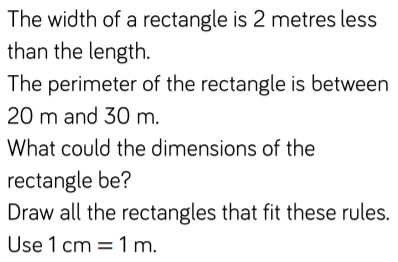 The width of a rectangle is 2 metres less
than the length.
The perimeter of the rectangle is between
20 m and 30 m.
What could the dimensions of the
rectangle be?
Draw all the rectangles that fit these rules.
Use 1 cm = 1 m.